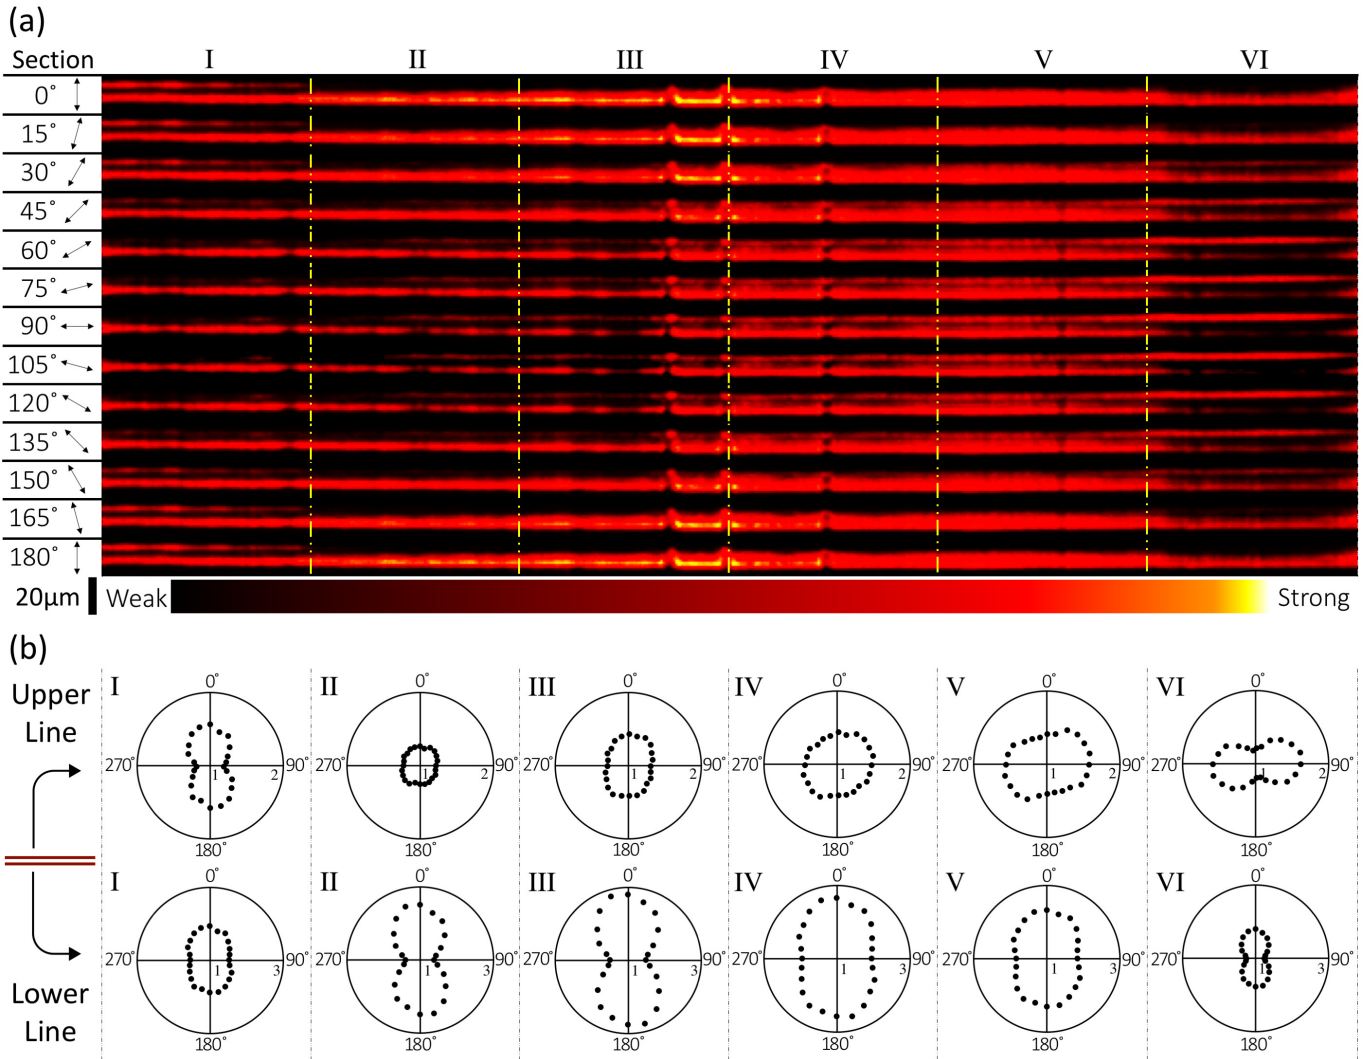 (a)
Section I II III IV V VI
0°
15°
30°
45°
60°
75°
90°
105°
120°
135°
150°
165°
180°
20μm Weak Strong
(b)
Upper
Line
I 0° 270° 90° 1 2 180°
II 0° 270° 90° 1 2 180°
III 0° 270° 90° 1 2 180°
IV 0° 270° 90° 1 2 180°
V 0° 270° 90° 1 2 180°
VI 0° 270° 90° 1 2 180°
Lower
Line
I 0° 270° 90° 1 3 180°
II 0° 270° 90° 1 3 180°
III 0° 270° 90° 1 3 180°
IV 0° 270° 90° 1 3 180°
V 0° 270° 90° 1 3 180°
VI 0° 270° 90° 1 3 180°